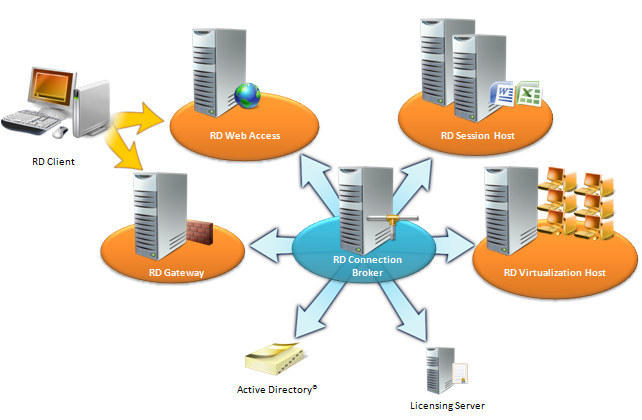 RD Web Access
RD Session Host
RD Client
RD Gateway
RD Connection
Broker
RD Virtualization Host
Active Directory®
Licensing Server